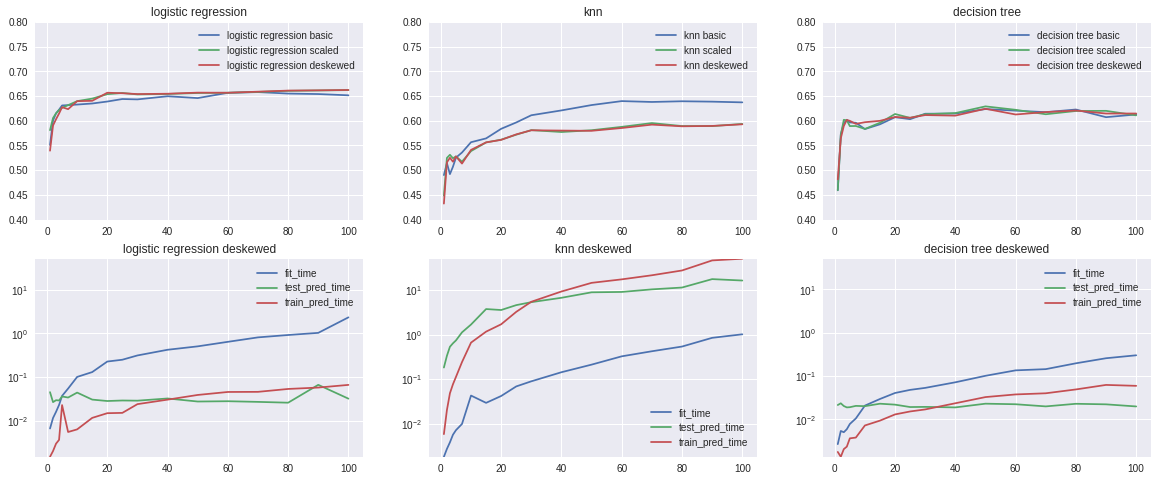 logistic regression
0.80
0.75
0.70
0.65
0.60
0.55
0.50
0.45
0.40
logistic regression basic
logistic regression scaled
logistic regression deskewed
0 20 40 60 80 100
knn
0.80
0.75
0.70
0.65
0.60
0.55
0.50
0.45
0.40
knn basic
knn scaled
knn deskewed
0 20 40 60 80 100
decision tree
0.80
0.75
0.70
0.65
0.60
0.55
0.50
0.45
0.40
decision tree basic
decision tree scaled
decision tree deskewed
0 20 40 60 80 100
logistic regression deskewed
10¹
10⁰
10⁻¹
10⁻²
fit_time
test_pred_time
train_pred_time
0 20 40 60 80 100
knn deskewed
10¹
10⁰
10⁻¹
10⁻²
fit_time
test_pred_time
train_pred_time
0 20 40 60 80 100
decision tree deskewed
10¹
10⁰
10⁻¹
10⁻²
fit_time
test_pred_time
train_pred_time
0 20 40 60 80 100